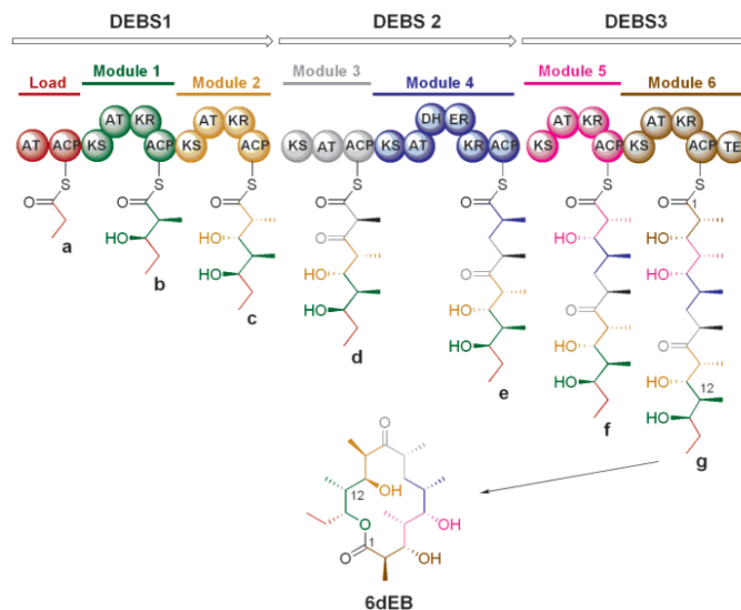 DEBS1 DEBS 2 DEBS3
Load Module 1 Module 2 Module 3 Module 4 Module 5 Module 6
AT KR AT KR DH ER AT KR AT KR
AT ACP KS ACP KS ACP KS AT ACP KS AT KR ACP KS ACP KS ACP TE
S S S S S S S
O O O O O O O 1
HO HO O HO HO
a HO HO O HO
b HO HO O O
c HO HO HO HO
d HO 12
e HO HO
f g
O
12 OH
O OH
O 1
OH
6dEB